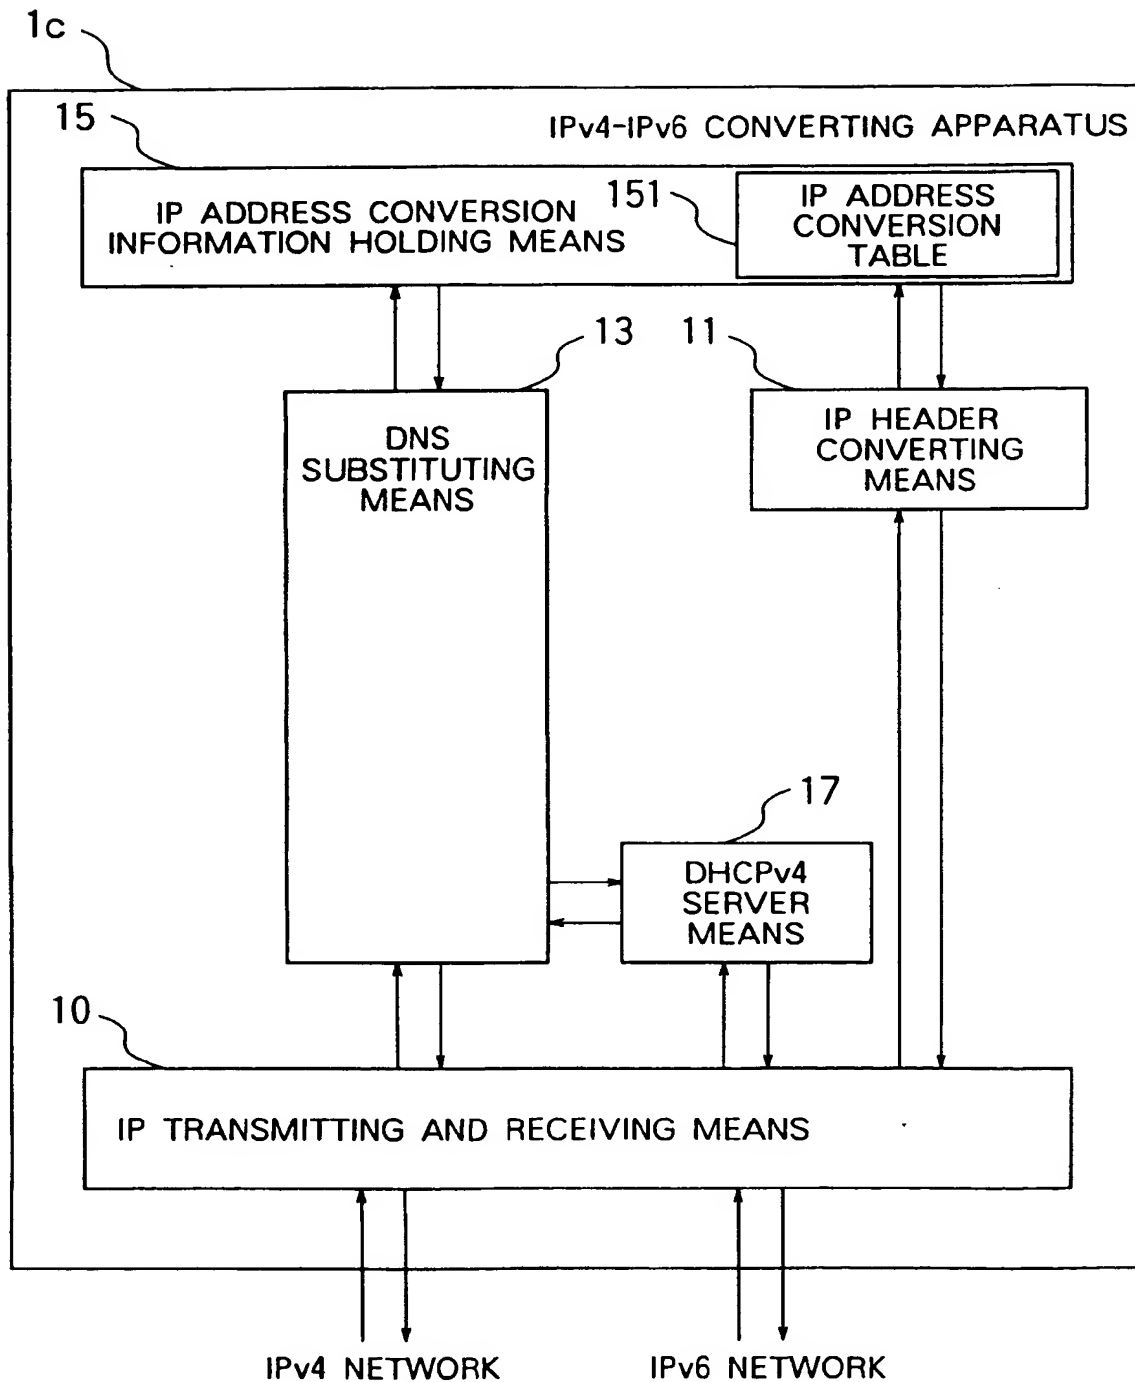 1c
15
IPv4-IPv6 CONVERTING APPARATUS
IP ADDRESS CONVERSION
INFORMATION HOLDING MEANS
151
IP ADDRESS
CONVERSION
TABLE
13
11
DNS
SUBSTITUTING
MEANS
IP HEADER
CONVERTING
MEANS
17
DHCPv4
SERVER
MEANS
10
IP TRANSMITTING AND RECEIVING MEANS
IPv4 NETWORK
IPv6 NETWORK